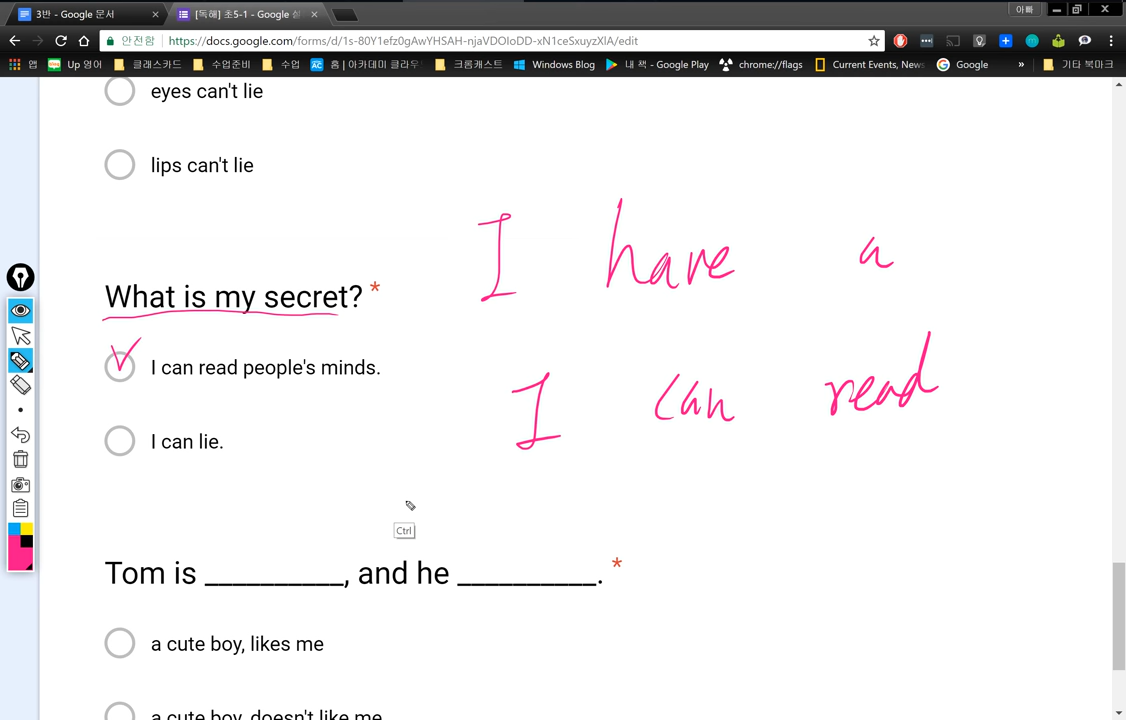 3반 - Google 문서 × [독해] 초5-1 - Google 설 × 아빠
안전함 https://docs.google.com/forms/d/1s-80Y1efz0gAwYHSAH-njaVDOIoDD-xN1ceSxuyzXlA/edit
앱 Up 영어 클래스카드 수업준비 수업 홈 | 아카데미 클라우 크롬캐스트 Windows Blog 내 책 - Google Play chrome://flags Current Events, News Google » 기타 북마크
eyes can't lie
lips can't lie
I have a
What is my secret? *
I can read people's minds.
I can read
I can lie.
Ctrl
Tom is __________, and he __________. *
a cute boy, likes me
a cute boy, doesn't like me